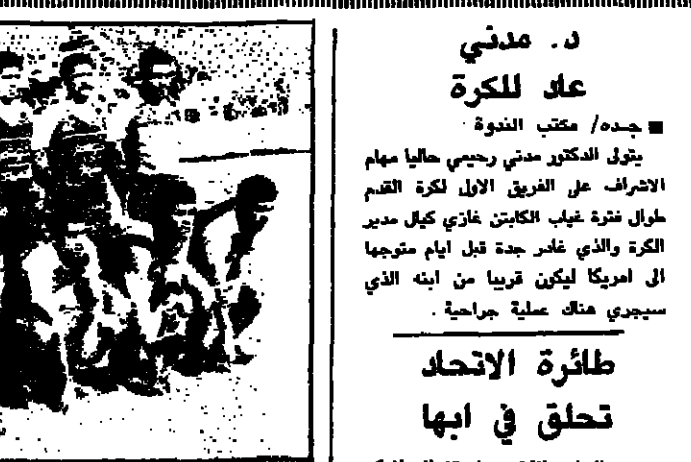 د. مدني
عاد للكرة
■ جـده/ مكتب الندوة
يتولى الدكتور مدني رحيمي حاليا مهام
الاشراف على الفريق الاول لكرة القدم
طوال فترة غياب الكابتن غازي كيال مدير
الكرة والذي غادر جدة قبل ايام متوجها
الى امريكا ليكون قريبا من ابنه الذي
سيجري هناك عملية جراحية .
طائرة الاتحاد
تحلق في ابها